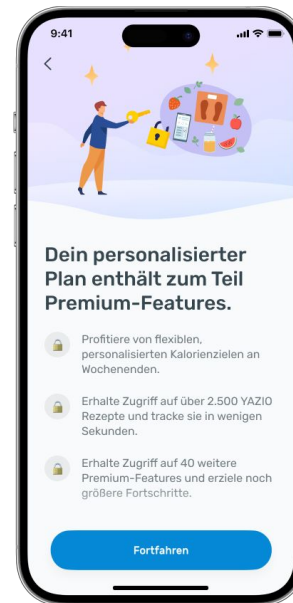 9:41
Dein personalisierter
Plan enthält zum Teil
Premium-Features.
Profitiere von flexiblen,
personalisierten Kalorienzielen an
Wochenenden.
Erhalte Zugriff auf über 2.500 YAZIO
Rezepte und tracke sie in wenigen
Sekunden.
Erhalte Zugriff auf 40 weitere
Premium-Features und erziele noch
größere Fortschritte.
Fortfahren